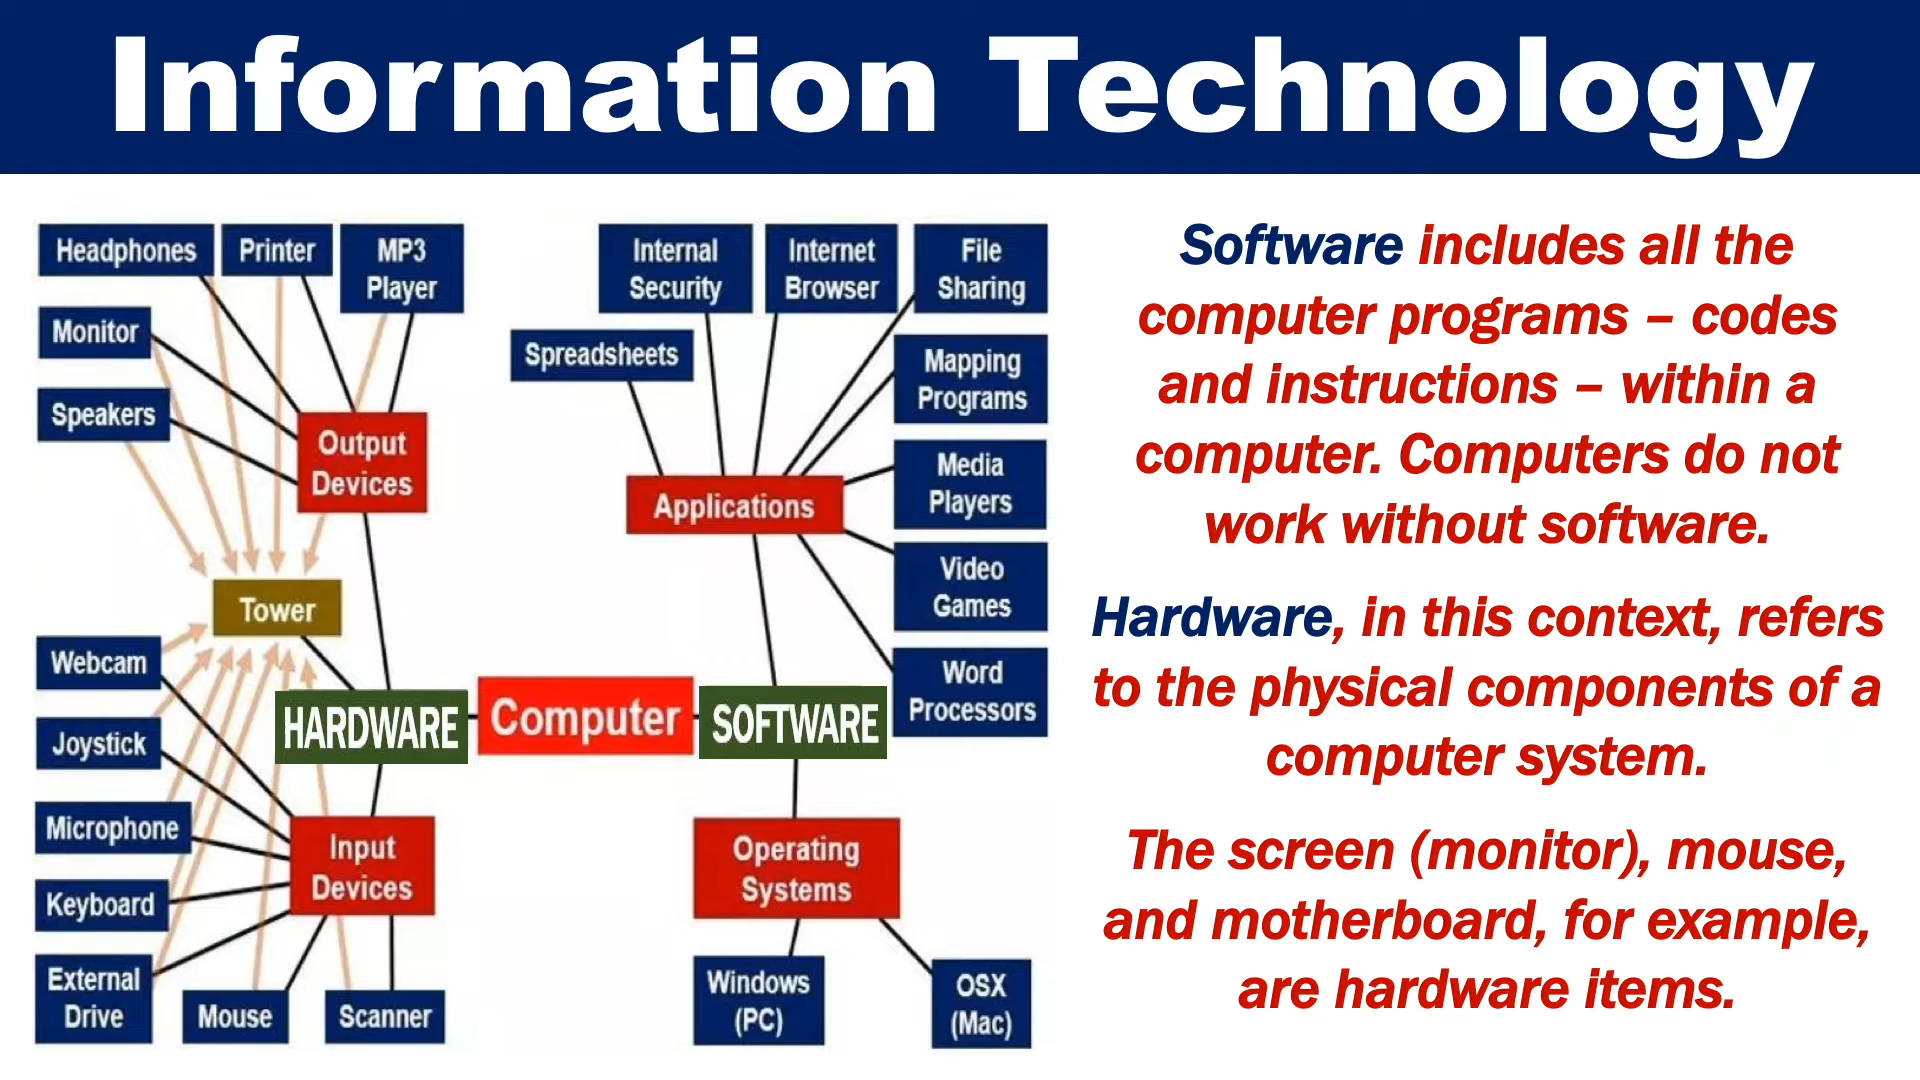 Information Technology
Headphones
Printer
MP3
Player
Monitor
Speakers
Output
Devices
Tower
Webcam
Joystick
Microphone
Keyboard
External
Drive
Mouse
Scanner
Input
Devices
HARDWARE
Computer
SOFTWARE
Internal
Security
Internet
Browser
File
Sharing
Spreadsheets
Mapping
Programs
Applications
Media
Players
Video
Games
Word
Processors
Operating
Systems
Windows
(PC)
OSX
(Mac)
Software includes all the
computer programs – codes
and instructions – within a
computer. Computers do not
work without software.
Hardware, in this context, refers
to the physical components of a
computer system.
The screen (monitor), mouse,
and motherboard, for example,
are hardware items.